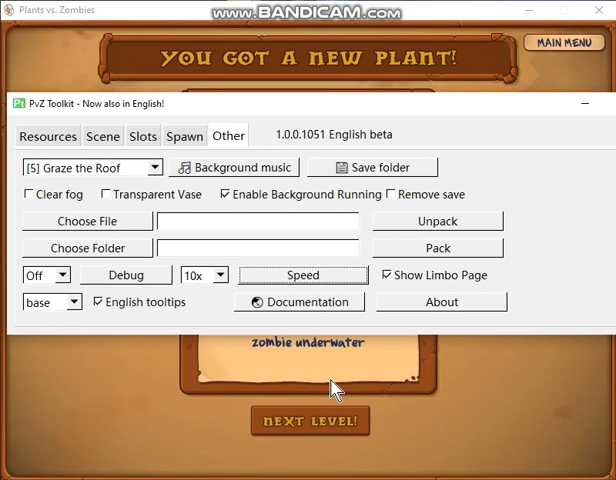 Plants vs. Zombies
www.BANDICAM.com
YOU GOT A NEW PLANT!
MAIN MENU
Pt PvZ Toolkit - Now also in English!
Resources Scene Slots Spawn Other 1.0.0.1051 English beta
[5] Graze the Roof Background music Save folder
Clear fog Transparent Vase Enable Background Running Remove save
Choose File Unpack
Choose Folder Pack
Off Debug 10x Speed Show Limbo Page
base English tooltips Documentation About
zombie underwater
NEXT LEVEL!